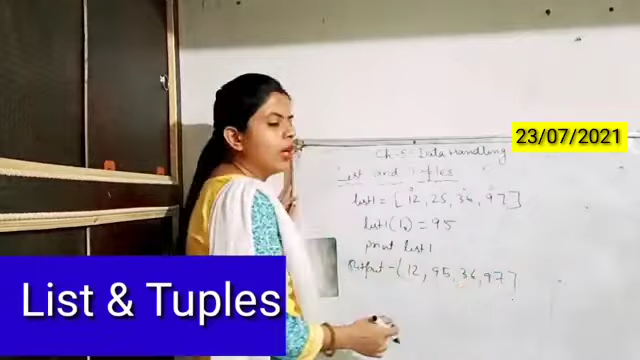 23/07/2021
Ch-5 Data Handling
List and Tuples
list1 = [ 12, 25, 36, 97]
list1(1) = 95
print list1
Output - [ 12, 95, 36, 97]
List & Tuples